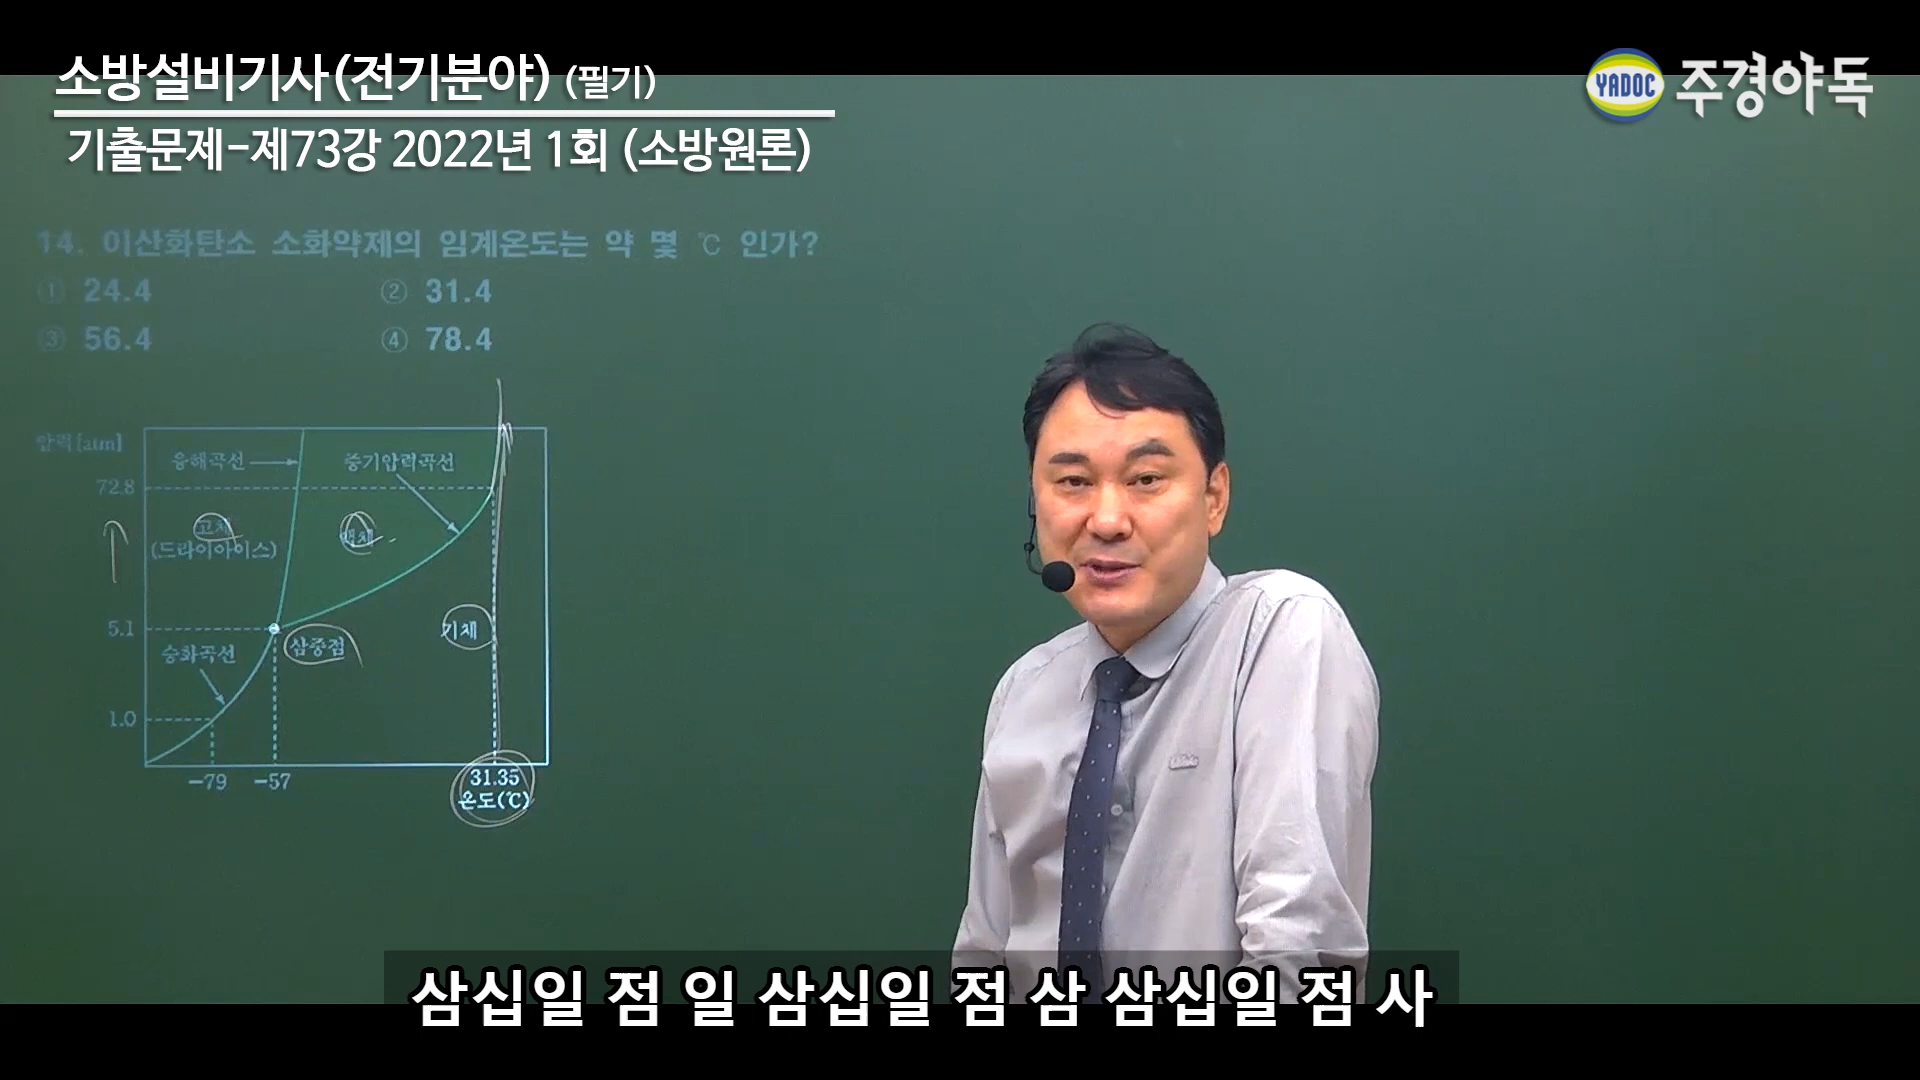 소방설비기사(전기분야) (필기)
기출문제-제73강 2022년 1회 (소방원론)
YADOC 주경야독
14. 이산화탄소 소화약제의 임계온도는 약 몇 ℃ 인가?
① 24.4 ② 31.4
③ 56.4 ④ 78.4
압력[atm]
융해곡선 증기압력곡선
72.8
고체 액체
(드라이아이스)
5.1 삼중점 기체
승화곡선
1.0
-79 -57 31.35
온도(℃)
삼십일 점 일 삼십일 점 삼 삼십일 점 사